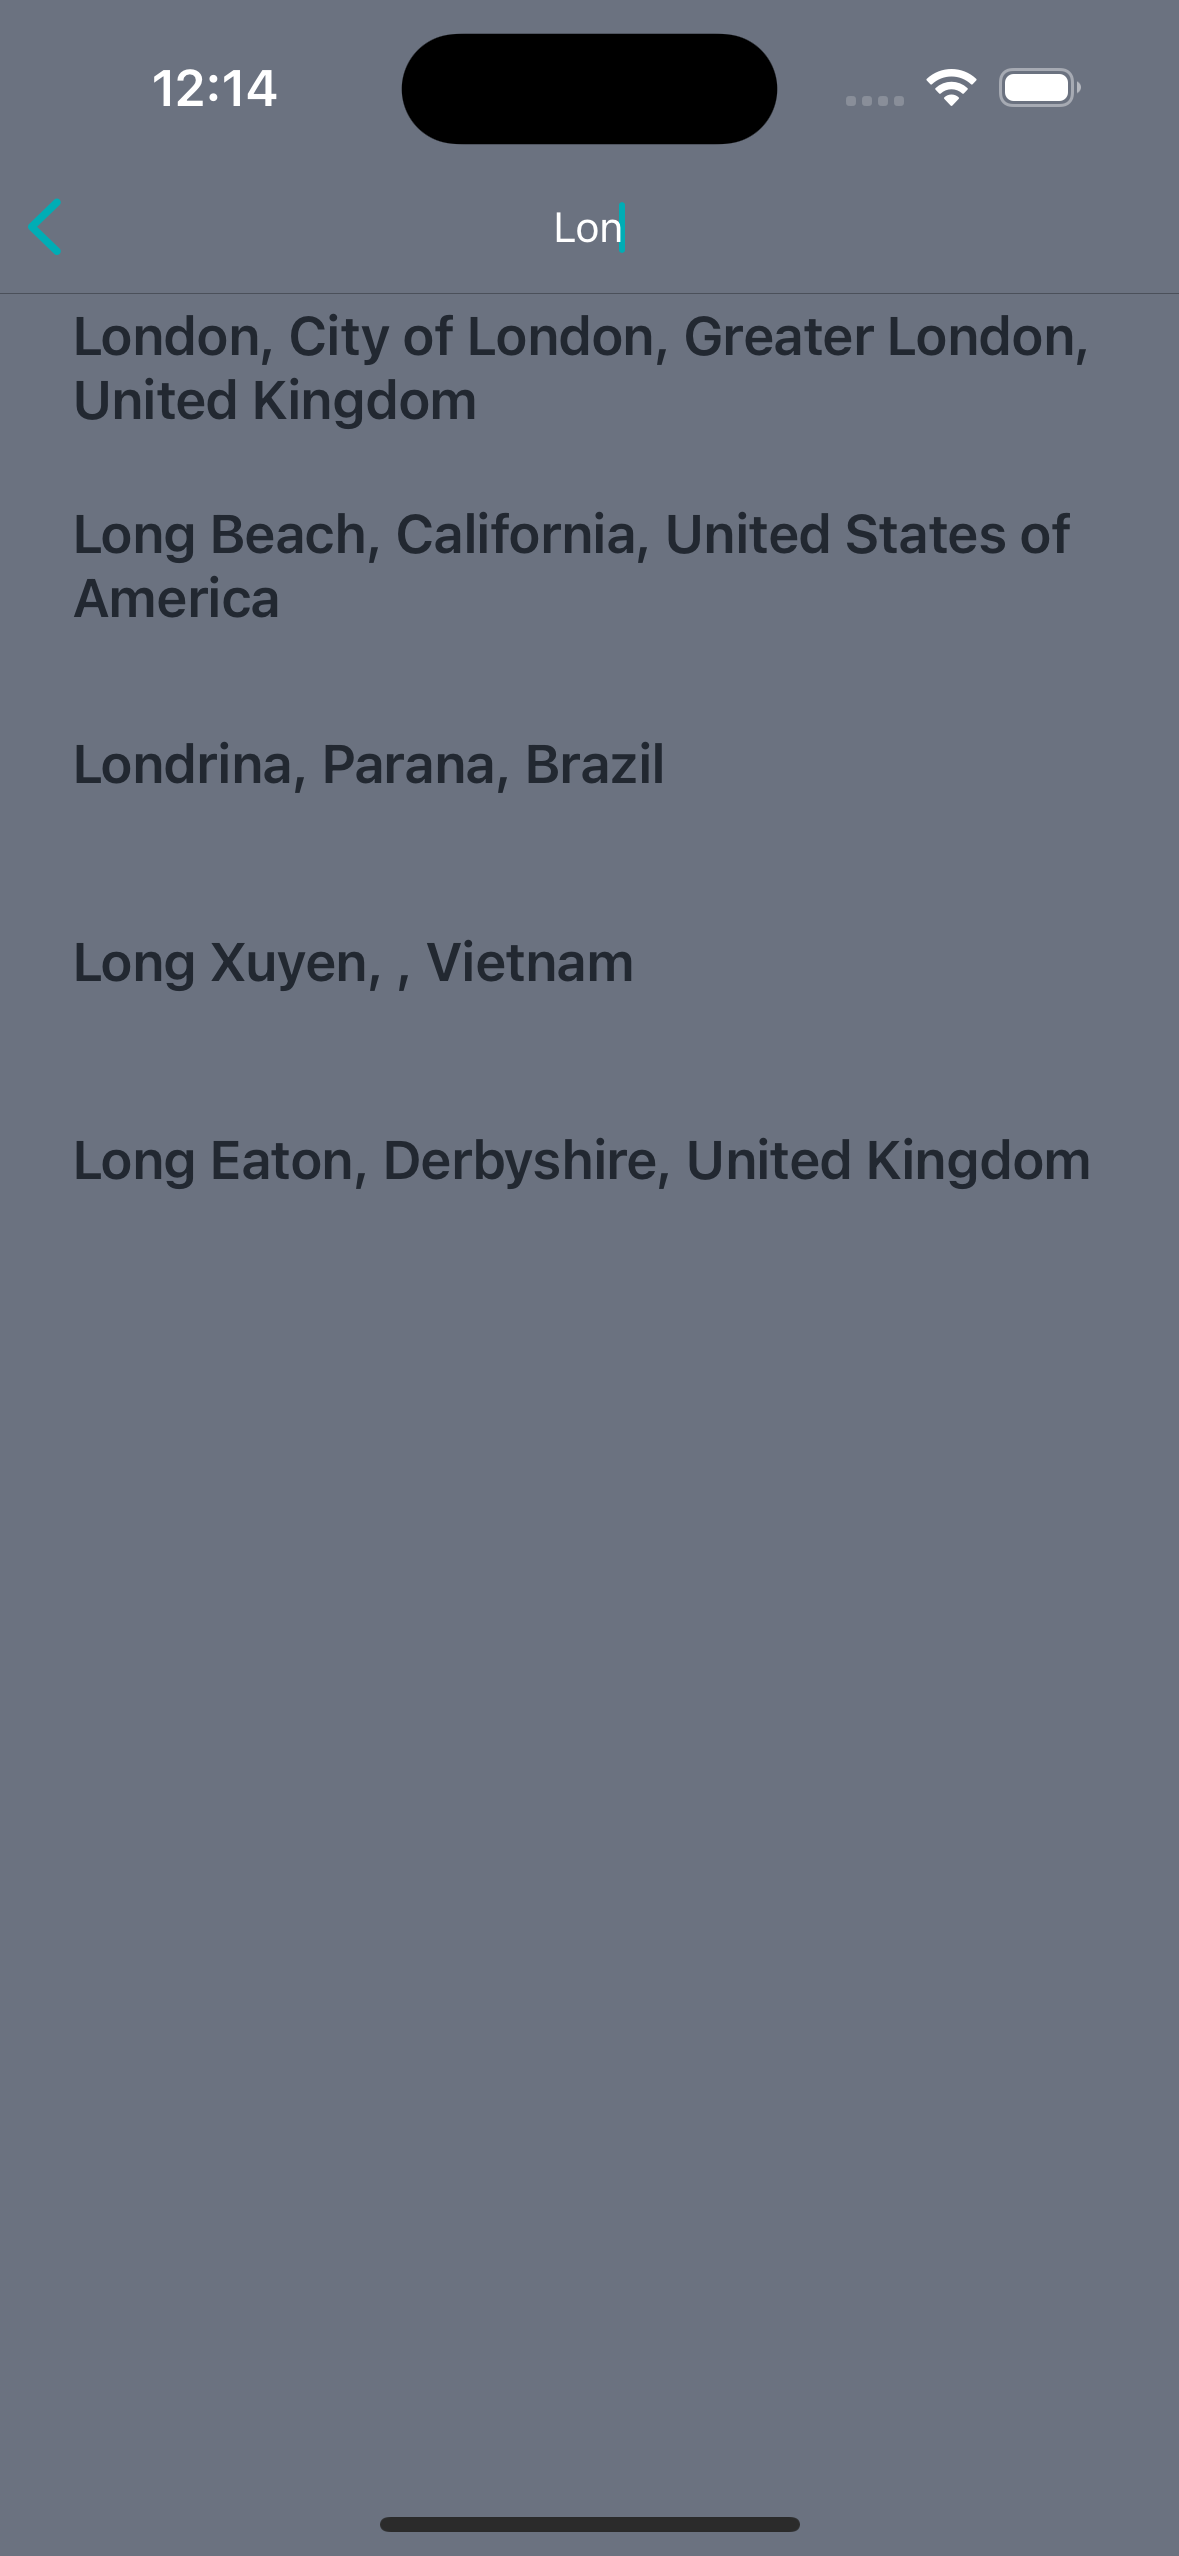 12:14
Lon
London, City of London, Greater London,
United Kingdom
Long Beach, California, United States of
America
Londrina, Parana, Brazil
Long Xuyen, , Vietnam
Long Eaton, Derbyshire, United Kingdom